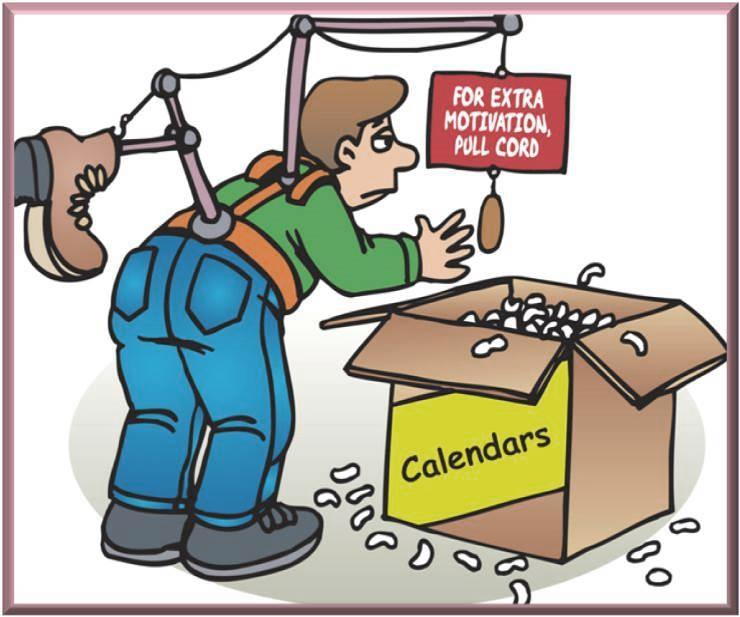 FOR EXTRA
MOTIVATION,
PULL CORD
Calendars